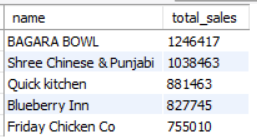 name total_sales
BAGARA BOWL 1246417
Shree Chinese & Punjabi 1038463
Quick kitchen 881463
Blueberry Inn 827745
Friday Chicken Co 755010